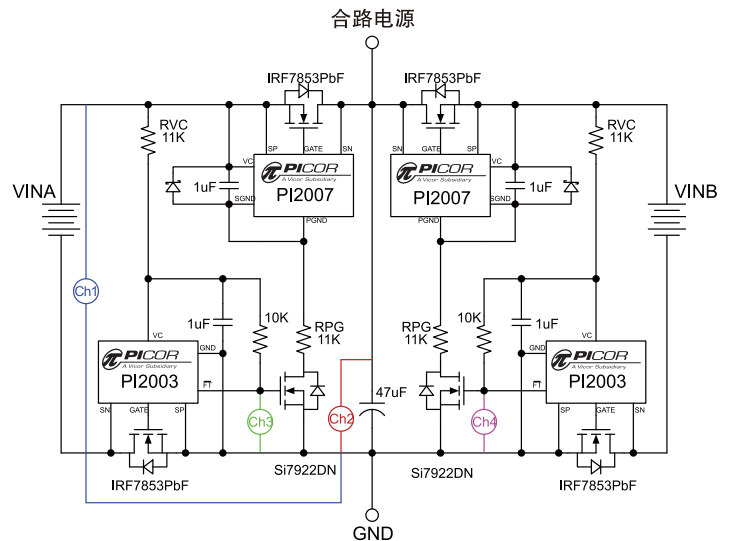 合路电源
IRF7853PbF IRF7853PbF
RVC
11K
SP GATE SN
VC
PICOR
A Vicor Subsidiary
PI2007
SGND
PGND
1uF
SN GATE SP
VC
PICOR
A Vicor Subsidiary
PI2007
SGND
PGND
1uF
RVC
11K
VINA
VINB
Ch1
1uF
10K
RPG
11K
RPG
11K
10K
1uF
VC
GND
PICOR
A Vicor Subsidiary
PI2003
FT
SN GATE SP
VC
GND
PICOR
A Vicor Subsidiary
PI2003
FT
SP GATE SN
47uF
Ch3
Ch2
Ch4
Si7922DN
Si7922DN
IRF7853PbF
IRF7853PbF
GND